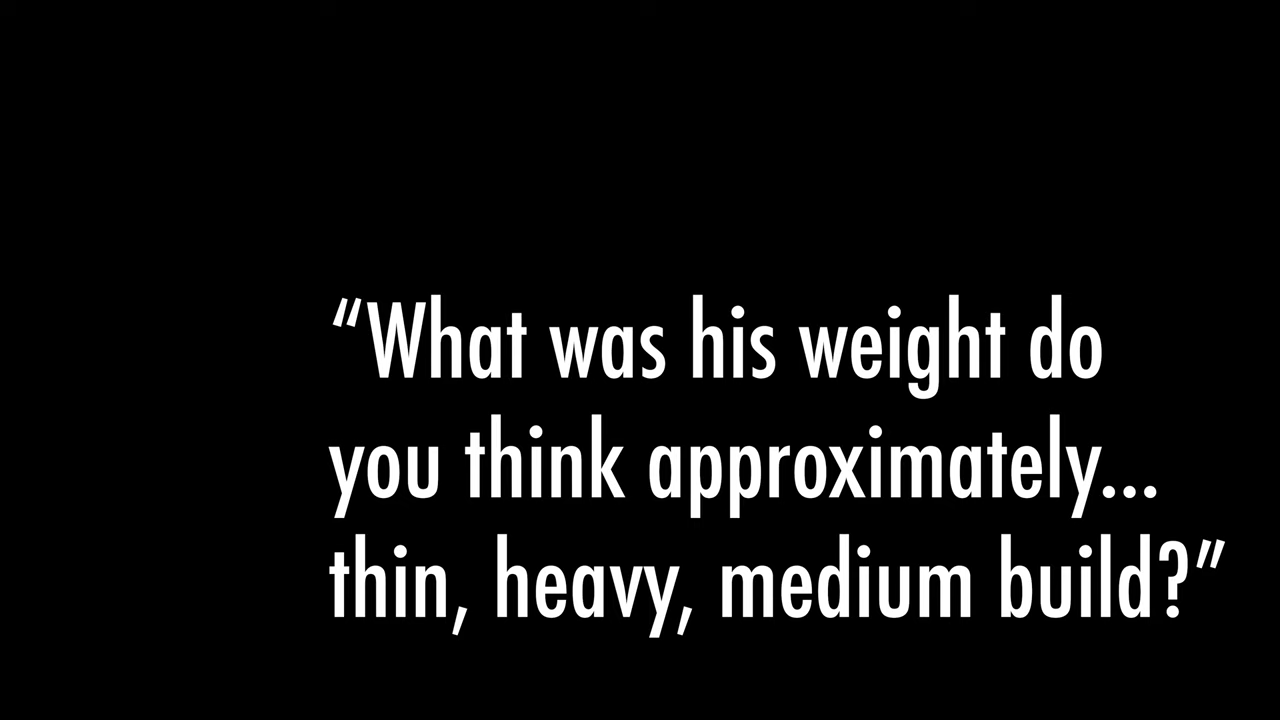 “What was his weight do
you think approximately...
thin, heavy, medium build?”